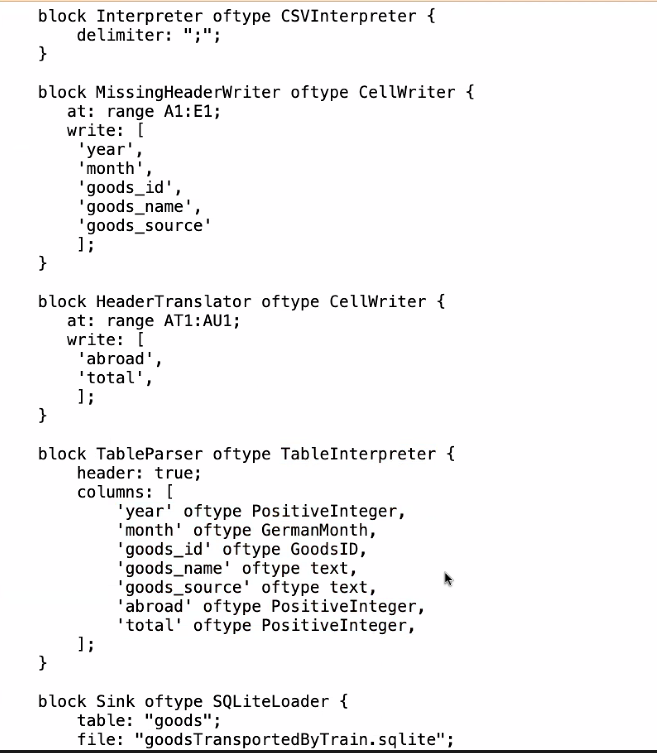 block Interpreter oftype CSVInterpreter {
    delimiter: ";";
}

block MissingHeaderWriter oftype CellWriter {
   at: range A1:E1;
   write: [
    'year',
    'month',
    'goods_id',
    'goods_name',
    'goods_source'
    ];
}

block HeaderTranslator oftype CellWriter {
   at: range AT1:AU1;
   write: [
    'abroad',
    'total',
    ];
}

block TableParser oftype TableInterpreter {
    header: true;
    columns: [
        'year' oftype PositiveInteger,
        'month' oftype GermanMonth,
        'goods_id' oftype GoodsID,
        'goods_name' oftype text,
        'goods_source' oftype text,
        'abroad' oftype PositiveInteger,
        'total' oftype PositiveInteger,
    ];
}

block Sink oftype SQLiteLoader {
    table: "goods";
    file: "goodsTransportedByTrain.sqlite";